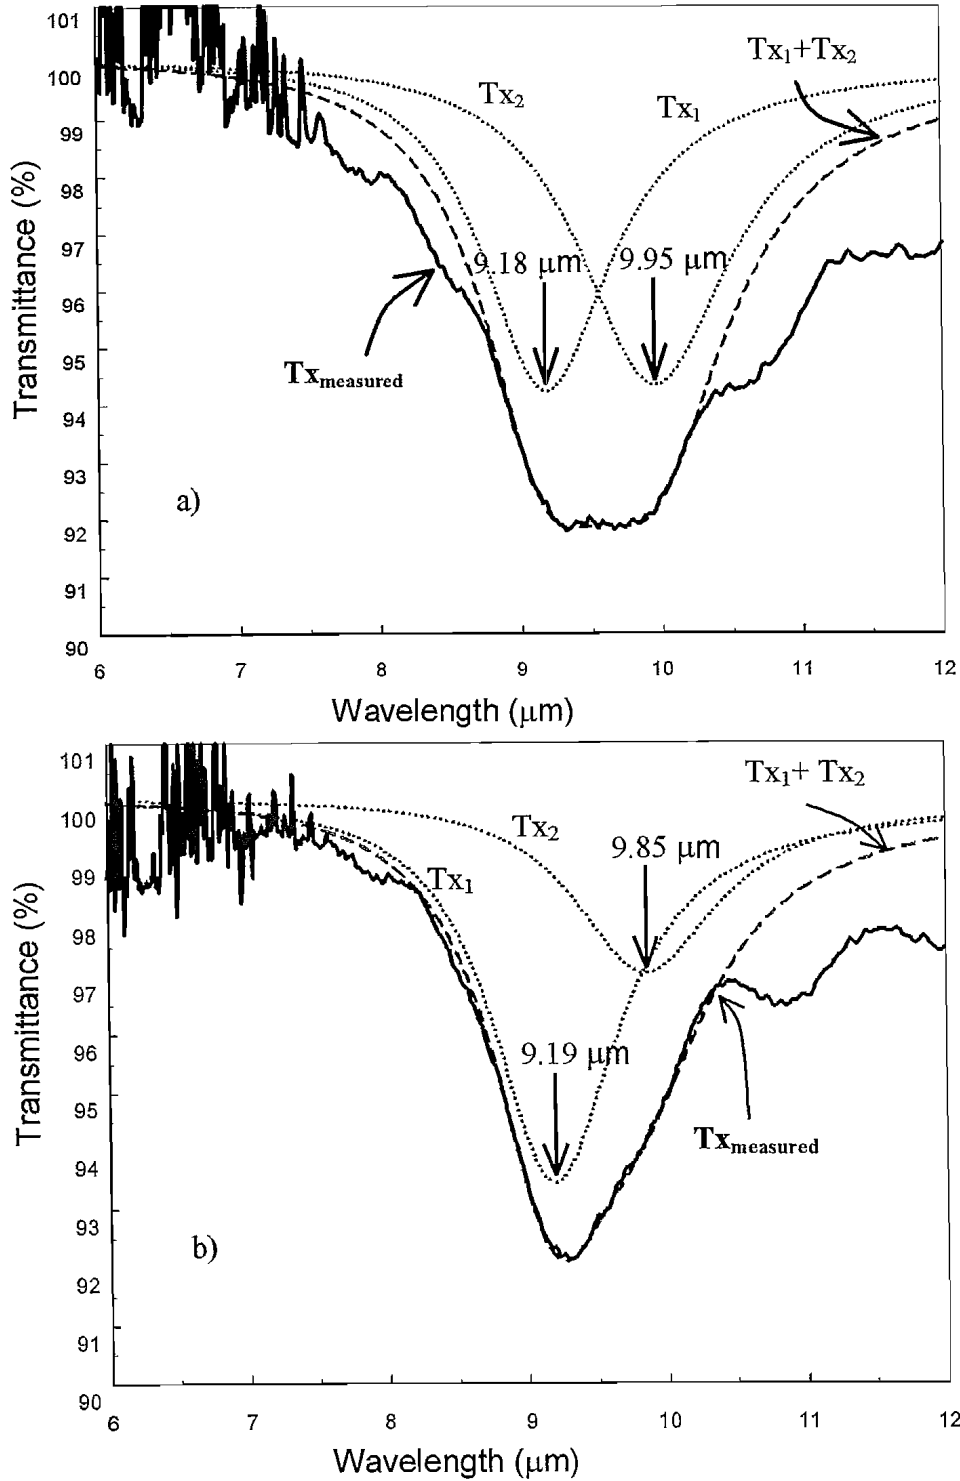 101
100
99
98
97
96
95
94
93
92
91
90
Transmittance (%)
Tx₂
Tx₁
Tx₁+Tx₂
9.18 μm
9.95 μm
Tx_measured
a)
6 7 8 9 10 11 12
Wavelength (μm)
101
100
99
98
97
96
95
94
93
92
91
90
Transmittance (%)
Tx₁+ Tx₂
Tx₂
9.85 μm
Tx₁
9.19 μm
Tx_measured
b)
6 7 8 9 10 11 12
Wavelength (μm)